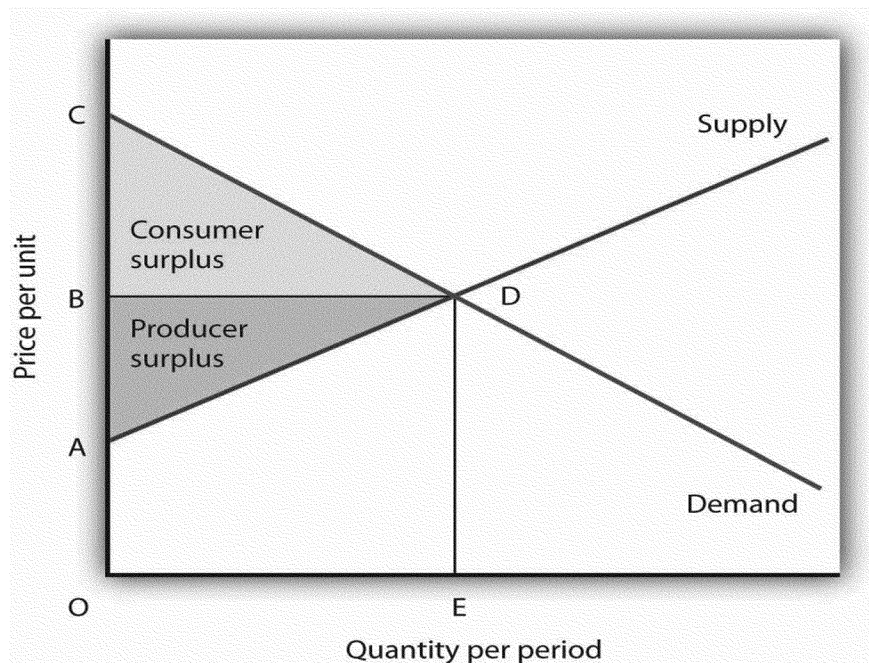 C
Supply
Consumer
surplus
Price per unit
B
D
Producer
surplus
A
Demand
O
E
Quantity per period